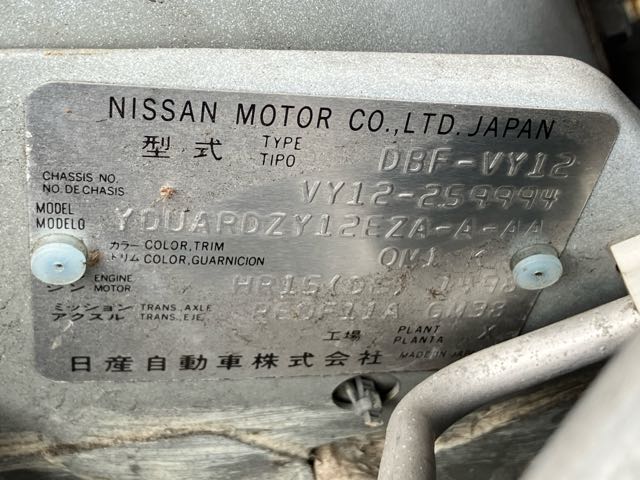 NISSAN MOTOR CO.,LTD. JAPAN
型式 TYPE TIPO DBF-VY12
CHASSIS NO. NO. DE CHASIS VY12-259994
MODEL MODELO
カラー COLOR,TRIM
トリム COLOR,GUARNICION
ENGINE MOTOR HR15(DE) 1498
ミッション TRANS., AXLE
アクスル TRANS., EJE
工場 PLANT PLANTA X
日産自動車株式会社 MADE IN JAPAN